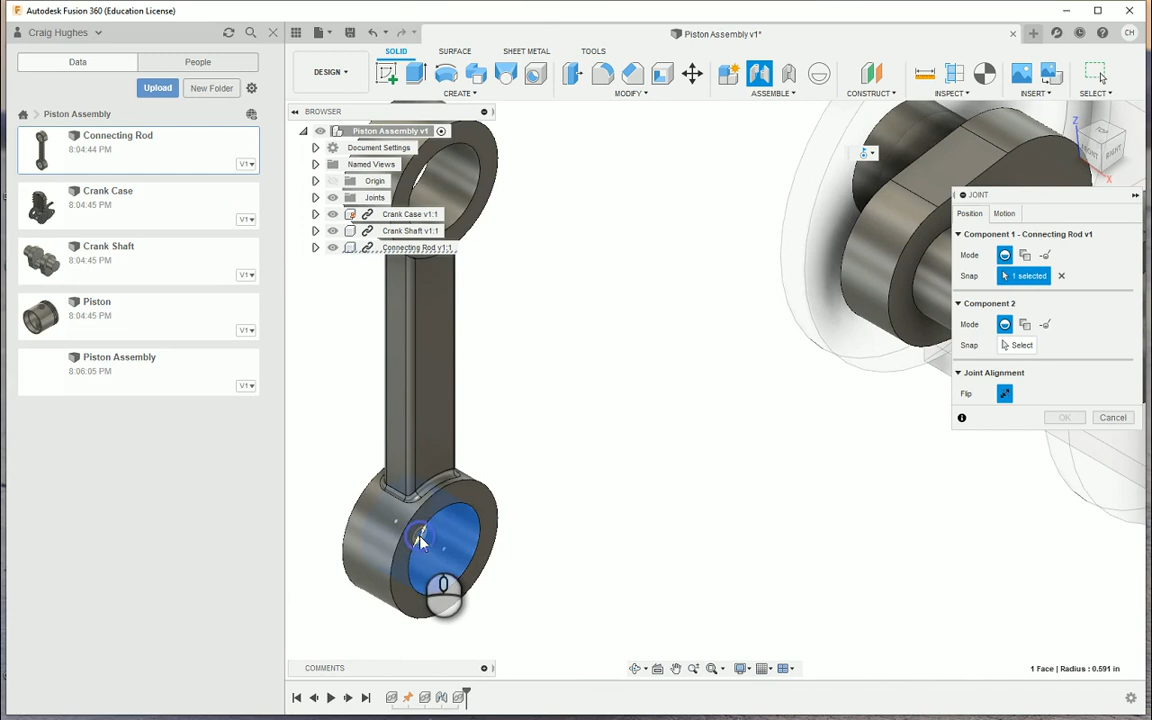 Autodesk Fusion 360 (Education License)
Craig Hughes
Data
People
Upload
New Folder
Piston Assembly
Connecting Rod
8:04:44 PM
V1
Crank Case
8:04:45 PM
V1
Crank Shaft
8:04:45 PM
V1
Piston
8:04:45 PM
V1
Piston Assembly
8:06:05 PM
V1
Piston Assembly v1*
CH
SOLID
SURFACE
SHEET METAL
TOOLS
DESIGN
CREATE
MODIFY
ASSEMBLE
CONSTRUCT
INSPECT
INSERT
SELECT
BROWSER
Piston Assembly v1
Document Settings
Named Views
Origin
Joints
Crank Case v1:1
Crank Shaft v1:1
Connecting Rod v1:1
Z
TOP
FRONT
RIGHT
X
JOINT
Position
Motion
Component 1 - Connecting Rod v1
Mode
Snap
1 selected
Component 2
Mode
Snap
Select
Joint Alignment
Flip
OK
Cancel
COMMENTS
1 Face | Radius : 0.591 in